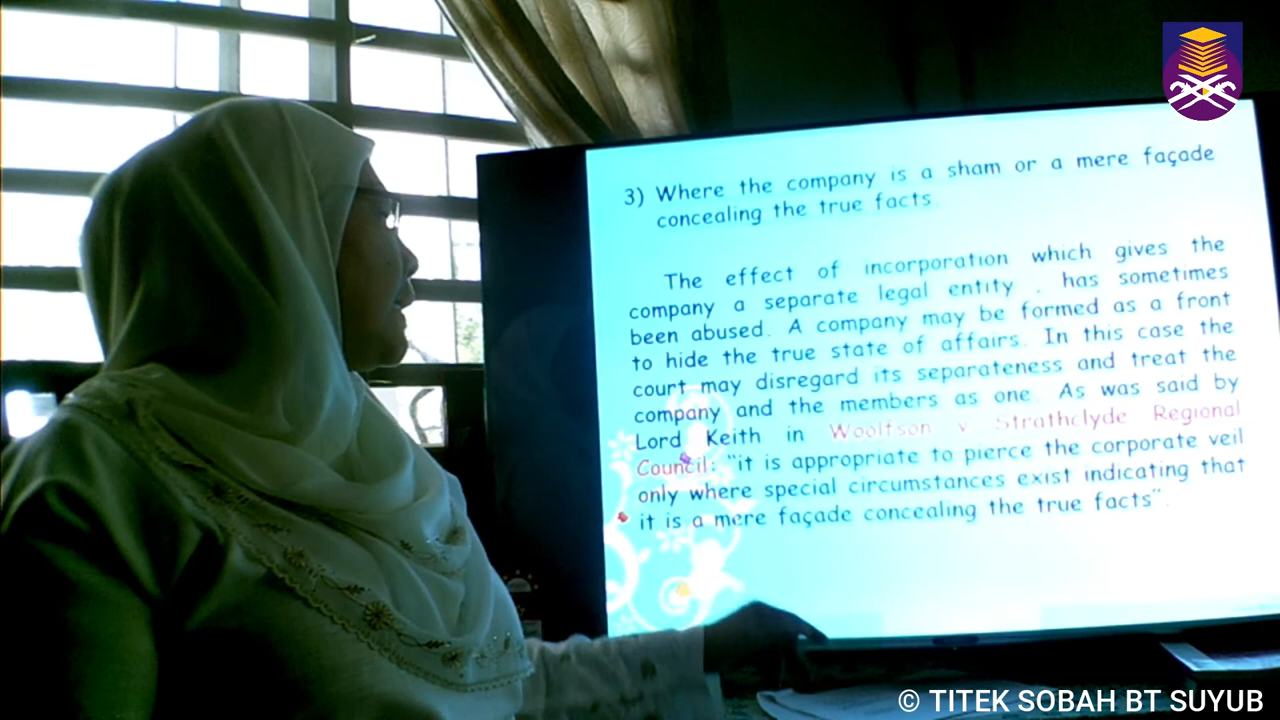 3) Where the company is a sham or a mere façade
concealing the true facts.
The effect of incorporation which gives the
company a separate legal entity , has sometimes
been abused. A company may be formed as a front
to hide the true state of affairs. In this case the
court may disregard its separateness and treat the
company and the members as one. As was said by
Lord Keith in Woolfson v Strathclyde Regional
Council: "it is appropriate to pierce the corporate veil
only where special circumstances exist indicating that
it is a mere façade concealing the true facts".
© TITEK SOBAH BT SUYUB